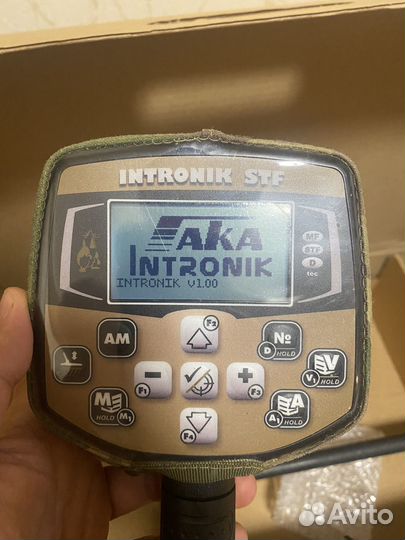 INTRONIK STF
AKA
INTRONIK
INTRONIK V1.00
MF
STF
D
tec
AM
F2
№
D HOLD
V
V1 HOLD
F1
F3
M
HOLD M1
F4
A
A1 HOLD
Avito